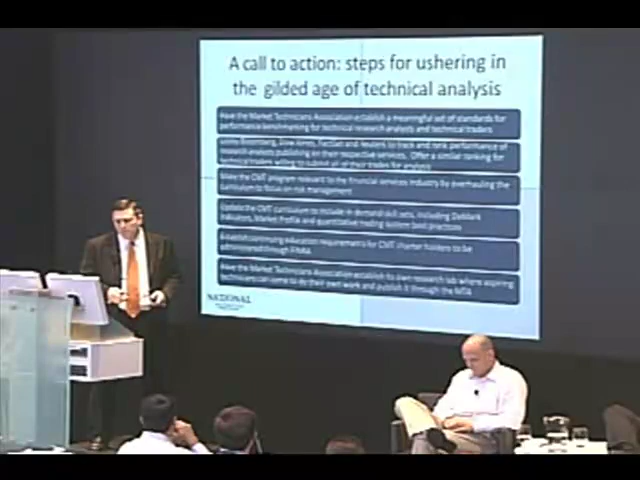 A call to action: steps for ushering in
the gilded age of technical analysis
Have the Market Technicians Association establish a meaningful set of standards for
performance benchmarking for technical research analysts and technical traders
Bloomberg, Dow Jones, FactSet and Reuters to track and rank performance of
research analysts publishing on their respective services. Offer a similar ranking for
technical traders willing to submit all of their trades for analysis
Make the CMT program relevant to the financial services industry by overhauling the
curriculum to focus on risk management
Update the CMT curriculum to include in demand skill sets, including DeMark
Indicators, Market Profile and quantitative trading system best practices
Establish continuing education requirements for CMT charter holders to be
administered through FINRA
Have the Market Technicians Association establish its own research lab where aspiring
technicians can come to do their own work and publish it through the MTA
NATIONAL